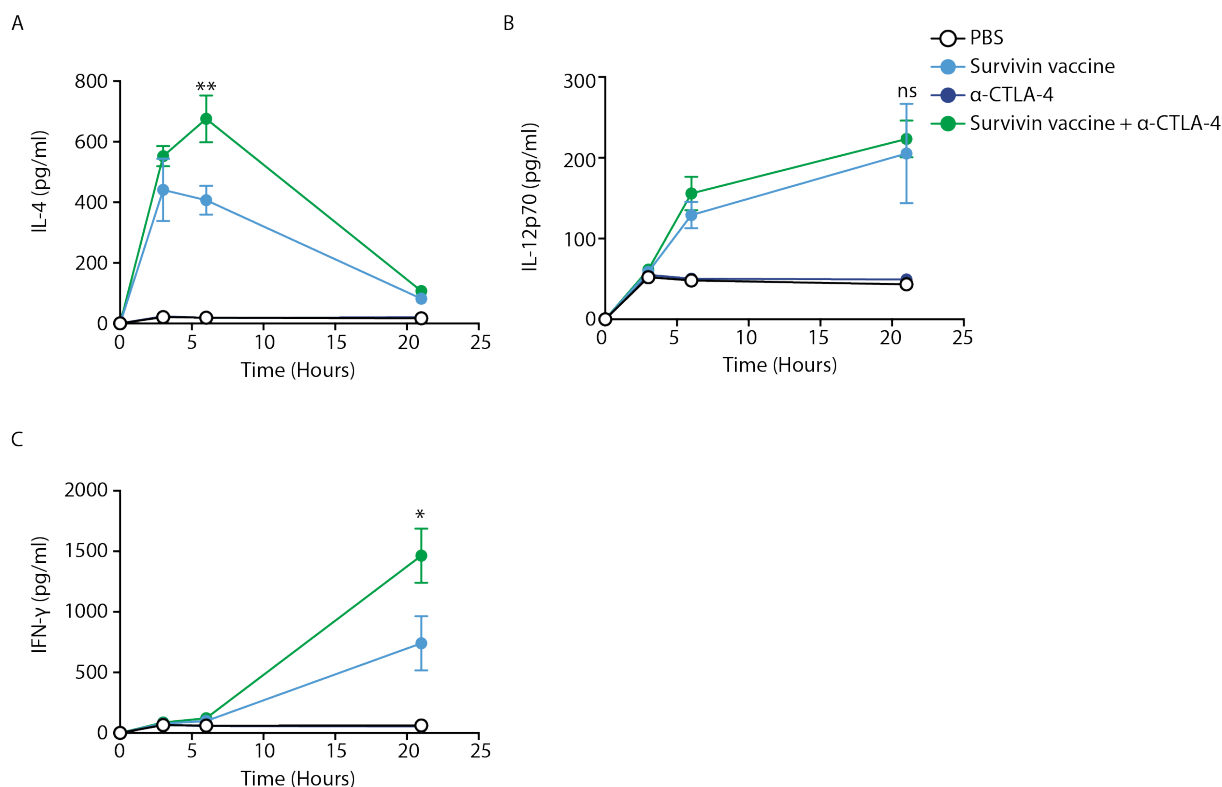 A
IL-4 (pg/ml)
800
600
400
200
0
**
0 5 10 15 20 25
Time (Hours)
B
IL-12p70 (pg/ml)
300
200
100
0
ns
0 5 10 15 20 25
Time (Hours)
PBS
Survivin vaccine
α-CTLA-4
Survivin vaccine + α-CTLA-4
C
IFN-γ (pg/ml)
2000
1500
1000
500
0
*
0 5 10 15 20 25
Time (Hours)